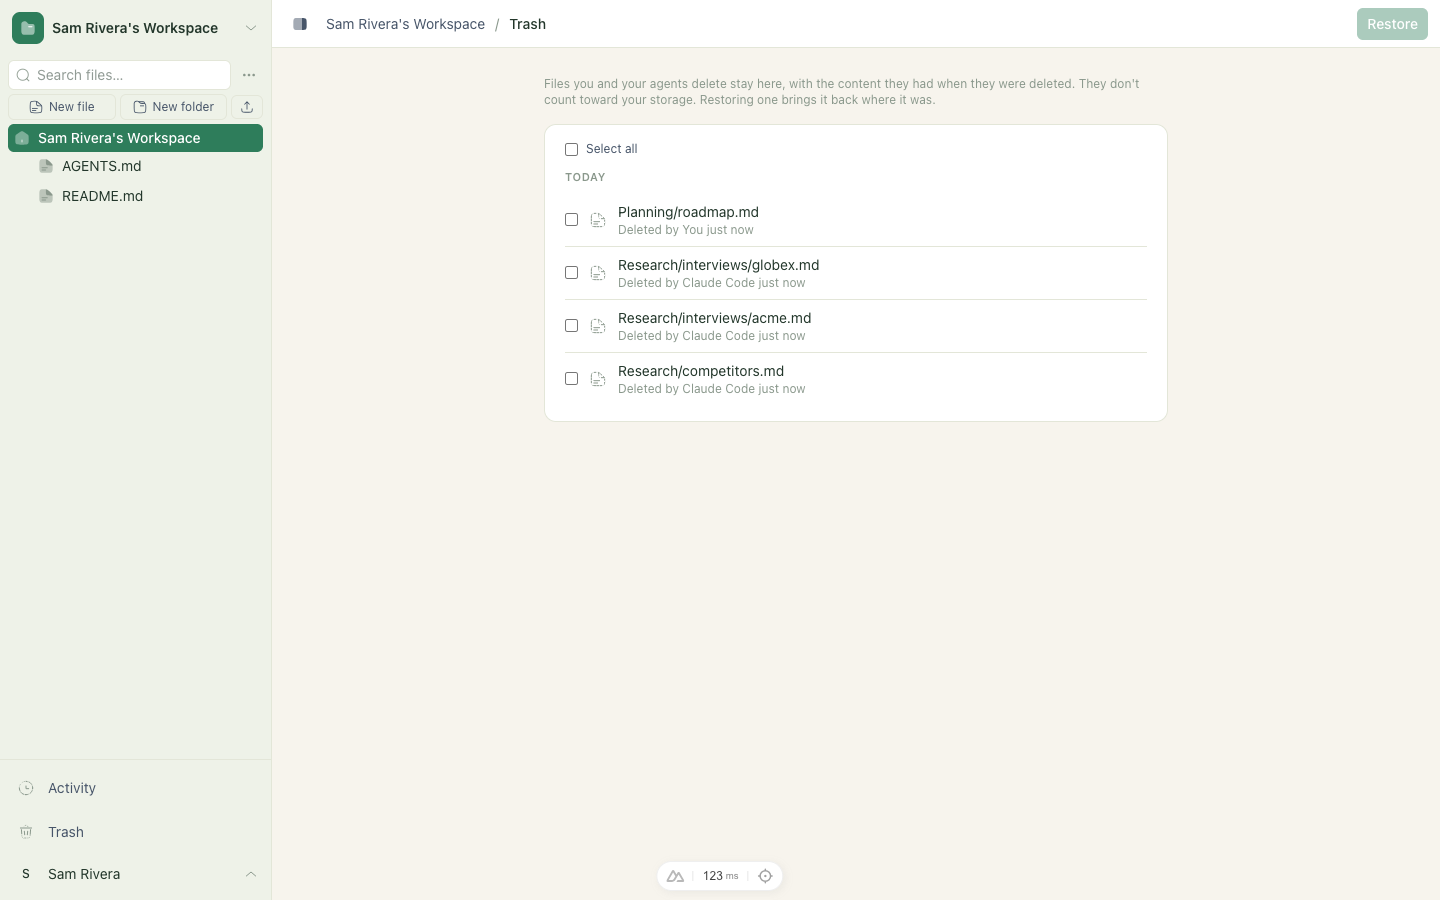 Sam Rivera's Workspace
Search files...
New file
New folder
Sam Rivera's Workspace
AGENTS.md
README.md
Activity
Trash
S
Sam Rivera
Sam Rivera's Workspace / Trash
Restore
Files you and your agents delete stay here, with the content they had when they were deleted. They don't
count toward your storage. Restoring one brings it back where it was.
Select all
TODAY
Planning/roadmap.md
Deleted by You just now
Research/interviews/globex.md
Deleted by Claude Code just now
Research/interviews/acme.md
Deleted by Claude Code just now
Research/competitors.md
Deleted by Claude Code just now
123 ms